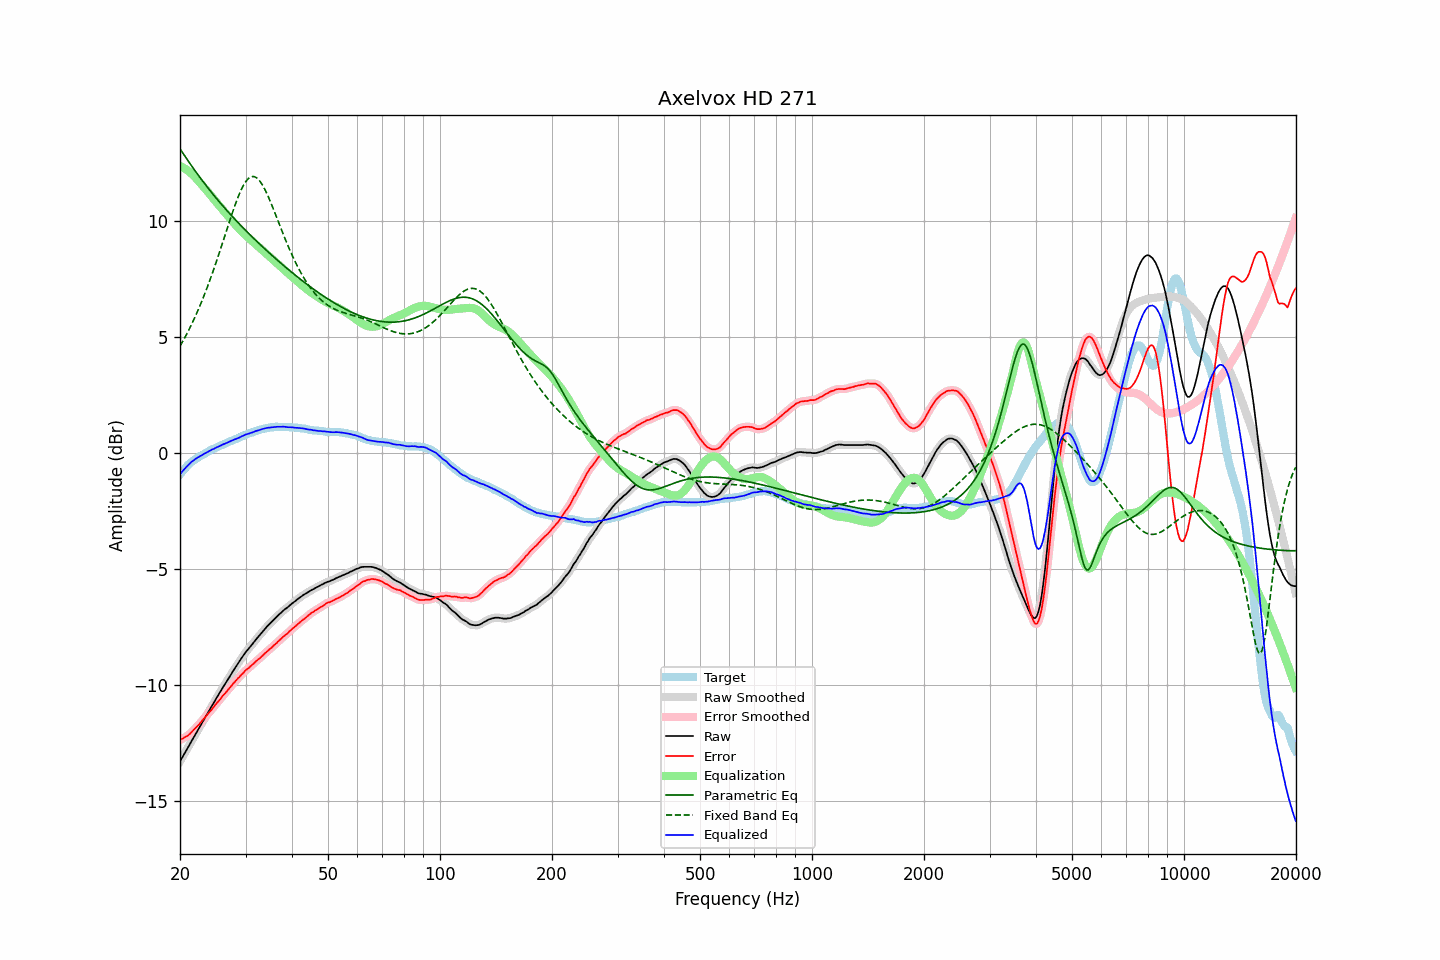 Axelvox HD 271
Amplitude (dBr)
10
5
0
−5
−10
−15
Target
Raw Smoothed
Error Smoothed
Raw
Error
Equalization
Parametric Eq
Fixed Band Eq
Equalized
20 50 100 200 500 1000 2000 5000 10000 20000
Frequency (Hz)